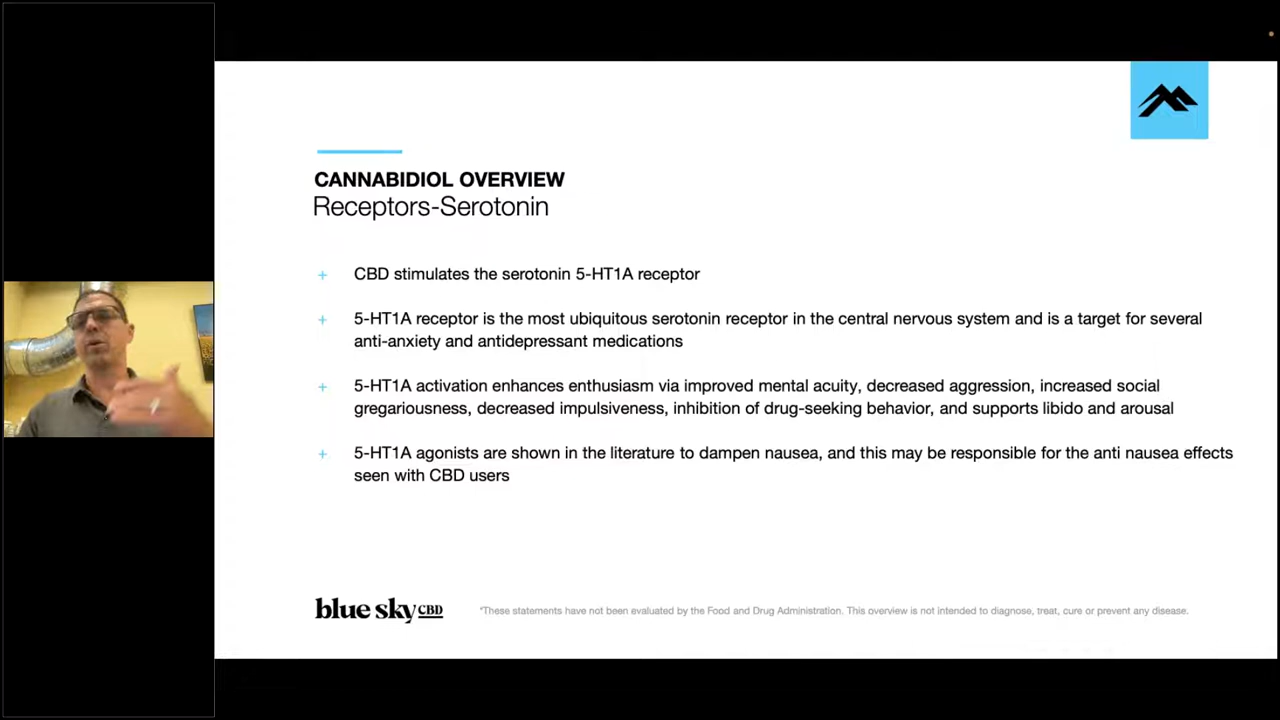 CANNABIDIOL OVERVIEW
Receptors-Serotonin
+ CBD stimulates the serotonin 5-HT1A receptor
+ 5-HT1A receptor is the most ubiquitous serotonin receptor in the central nervous system and is a target for several
anti-anxiety and antidepressant medications
+ 5-HT1A activation enhances enthusiasm via improved mental acuity, decreased aggression, increased social
gregariousness, decreased impulsiveness, inhibition of drug-seeking behavior, and supports libido and arousal
+ 5-HT1A agonists are shown in the literature to dampen nausea, and this may be responsible for the anti nausea effects
seen with CBD users
blue sky CBD
*These statements have not been evaluated by the Food and Drug Administration. This overview is not intended to diagnose, treat, cure or prevent any disease.